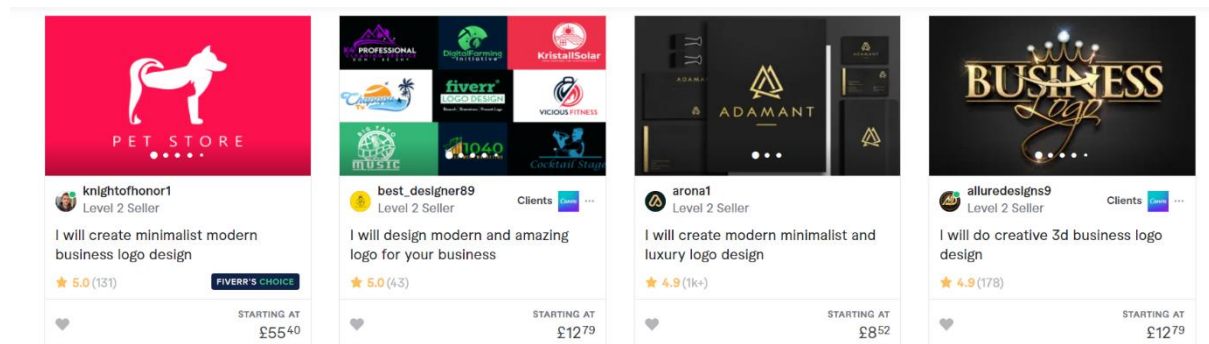 PET STORE
knightofhonor1
Level 2 Seller
I will create minimalist modern
business logo design
5.0 (131)
FIVERR'S CHOICE
STARTING AT
£55 40
PROFESSIONAL
DigitalFarming
Initiative
KristallSolar
fiverr
LOGO DESIGN
VICIOUS FITNESS
BIG YAYO
MUSIC
1040
Cocktail Stage
best_designer89
Level 2 Seller
Clients
Canva
...
I will design modern and amazing
logo for your business
5.0 (43)
STARTING AT
£12 79
ADAMANT
ADAMANT
arona1
Level 2 Seller
I will create modern minimalist and
luxury logo design
4.9 (1k+)
STARTING AT
£8 52
BUSINESS
Logo
alluredesigns9
Level 2 Seller
Clients
Canva
...
I will do creative 3d business logo
design
4.9 (178)
STARTING AT
£12 79